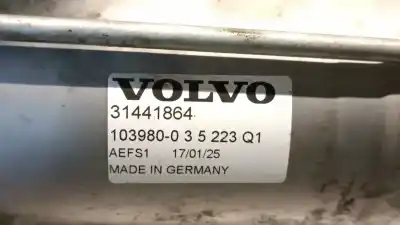 VOLVO
31441864
103980-0 3 5 223 Q1
AEFS1 17/01/25
MADE IN GERMANY